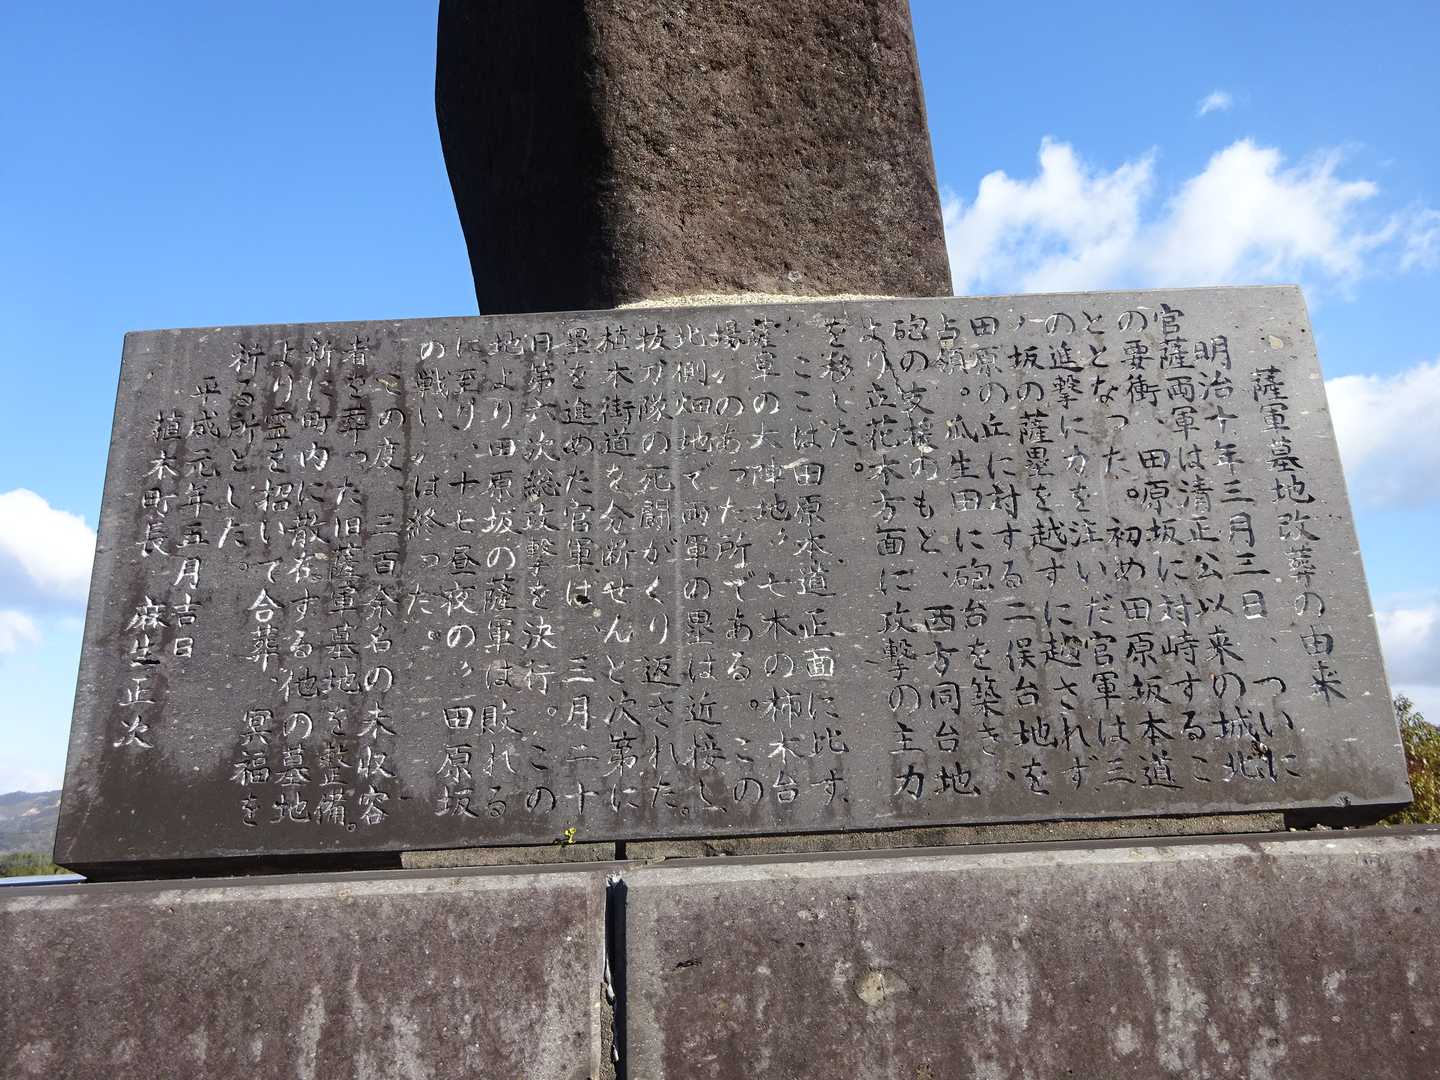 薩軍墓地改葬の由来
明治十年三月三日、ついに
官薩両軍は清正公以来の城北
の要衝、田原坂に対峙するこ
ととなった。初め田原坂本道
の進撃に力を注いだ官軍は三
ノ坂の薩塁を越すに越されず、
田原の丘に対する二俣台地を
占領。瓜生田に砲台を築き、
砲の支援のもと、西方同台地
より立花木方面に攻撃の主力
を移した。
ここは田原本道正面に比す、
薩軍の大陣地〃七本の柿木台
場〃のあった所である。この
北側畑地で両軍の塁は近接し、
抜刀隊の死闘がくり返された。
植木街道を分断せんと次第に
塁を進めた官軍は、三月二十
日第六次総攻撃を決行。この
地より田原坂の薩軍は敗れる
に至り、十七昼夜の〃田原坂
の戦い〃は終った。
この度、三百余名の未収容
者を葬った旧薩軍墓地を整備。
新に町内に散在する他の墓地
より霊を招いて合葬、冥福を
祈る所とした。
平成元年五月吉日
植木町長 麻生正次